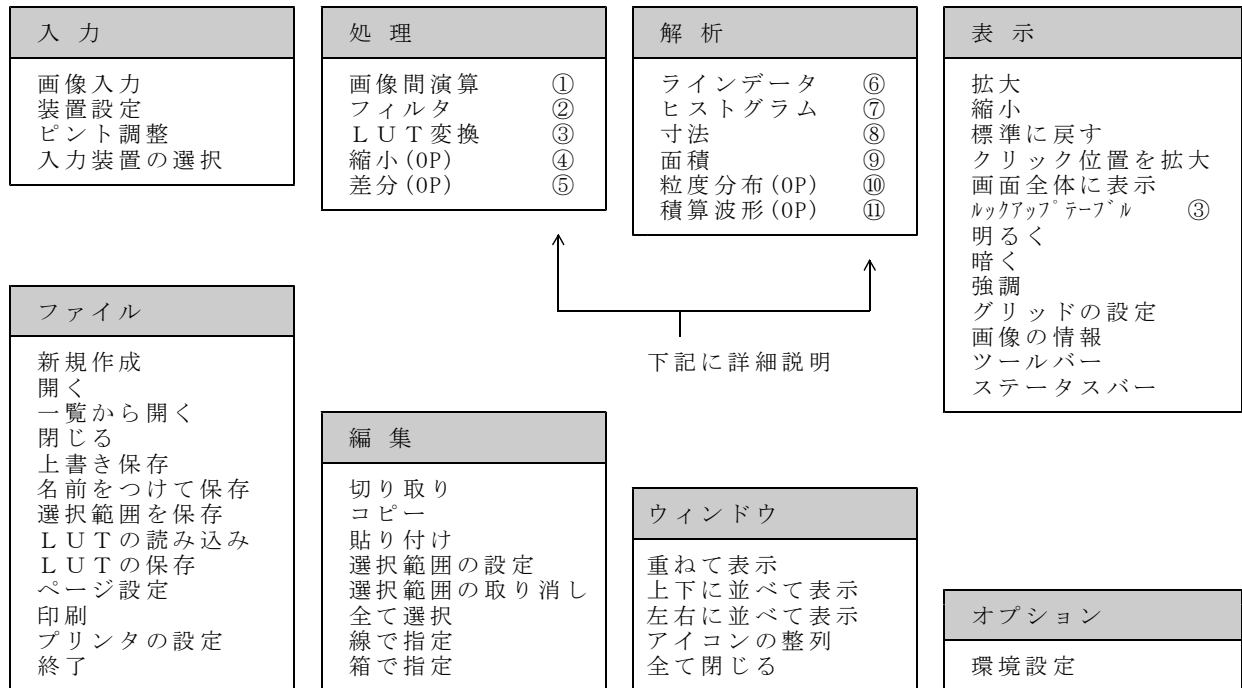 入 力
画像入力
装置設定
ピント調整
入力装置の選択
処 理
画像間演算 ①
フィルタ ②
ＬＵＴ変換 ③
縮小(OP) ④
差分(OP) ⑤
解 析
ラインデータ ⑥
ヒストグラム ⑦
寸法 ⑧
面積 ⑨
粒度分布(OP) ⑩
積算波形(OP) ⑪
表 示
拡大
縮小
標準に戻す
クリック位置を拡大
画面全体に表示
ﾙｯｸｱｯﾌﾟﾃｰﾌﾞﾙ ③
明るく
暗く
強調
グリッドの設定
画像の情報
ツールバー
ステータスバー
下記に詳細説明
ファイル
新規作成
開く
一覧から開く
閉じる
上書き保存
名前をつけて保存
選択範囲を保存
ＬＵＴの読み込み
ＬＵＴの保存
ページ設定
印刷
プリンタの設定
終了
編 集
切り取り
コピー
貼り付け
選択範囲の設定
選択範囲の取り消し
全て選択
線で指定
箱で指定
ウィンドウ
重ねて表示
上下に並べて表示
左右に並べて表示
アイコンの整列
全て閉じる
オプション
環境設定